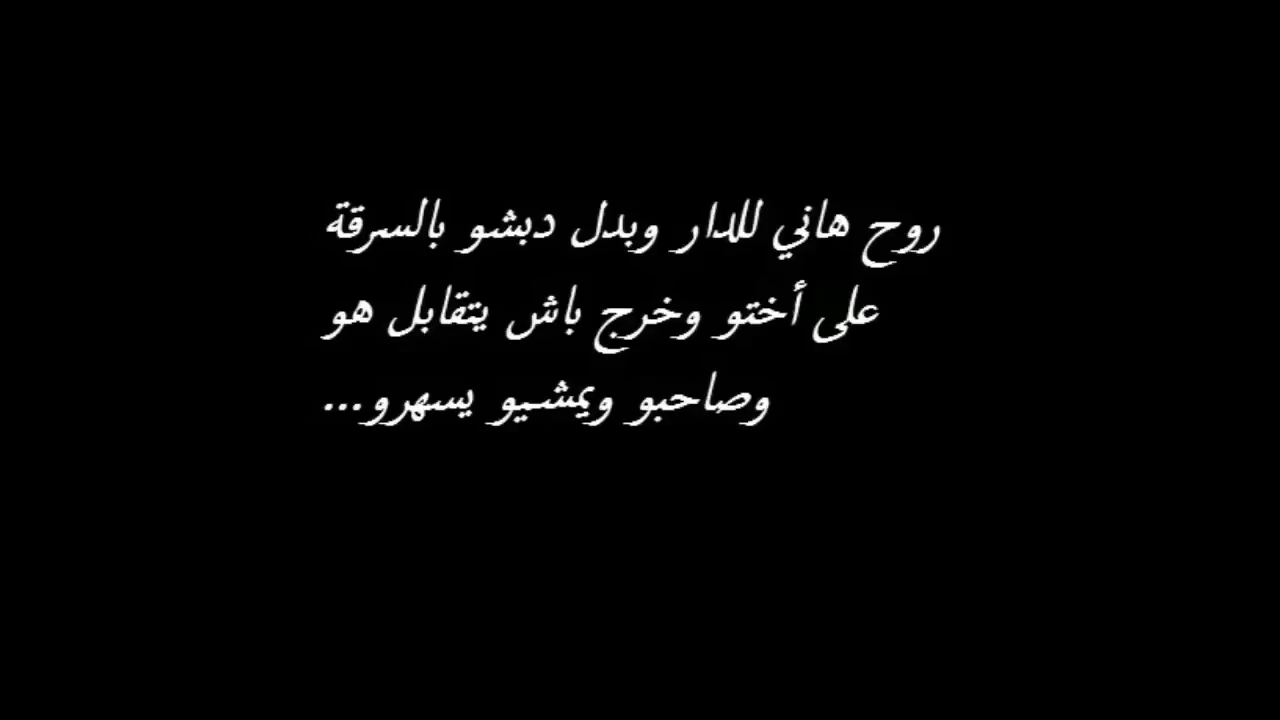 روح هاني للدار وبدل دبشو بالسرقة
على أختو وخرج باش يتقابل هو
وصاحبو ويمشيو يسهرو...